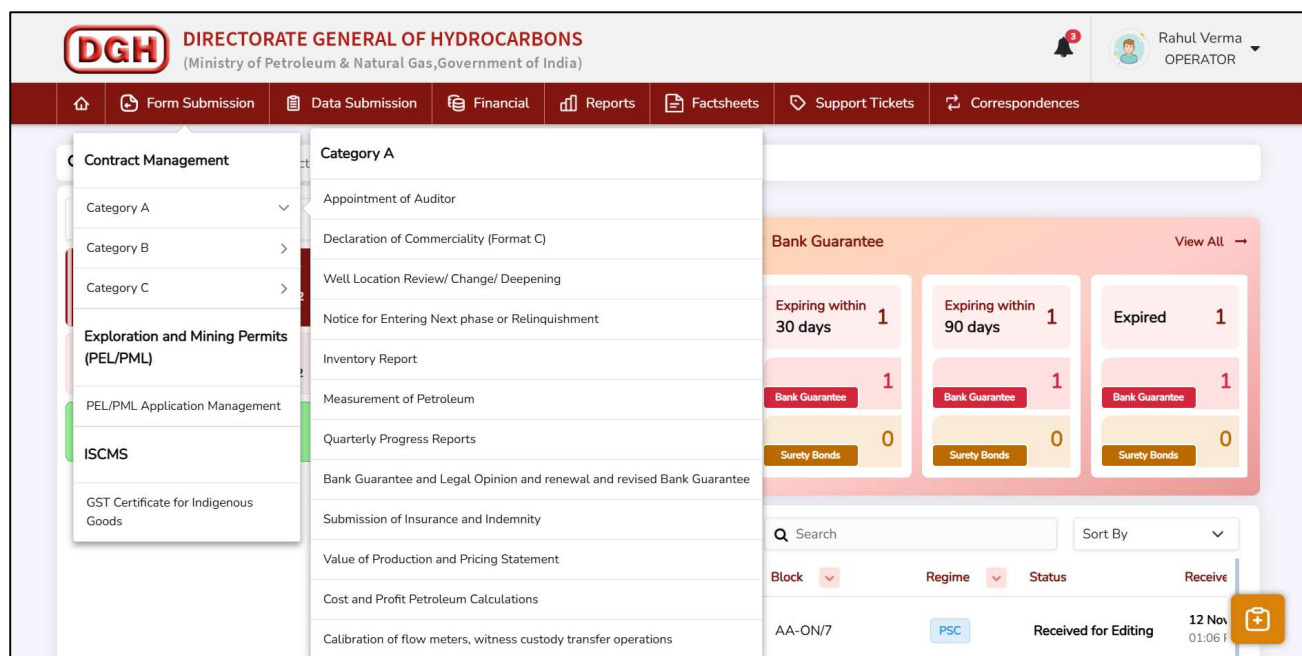 DGH
DIRECTORATE GENERAL OF HYDROCARBONS
(Ministry of Petroleum & Natural Gas,Government of India)
3
Rahul Verma
OPERATOR
Form Submission
Data Submission
Financial
Reports
Factsheets
Support Tickets
Correspondences
Contract Management
Category A
Category B
Category C
Exploration and Mining Permits
(PEL/PML)
PEL/PML Application Management
ISCMS
GST Certificate for Indigenous
Goods
Category A
Appointment of Auditor
Declaration of Commerciality (Format C)
Well Location Review/ Change/ Deepening
Notice for Entering Next phase or Relinquishment
Inventory Report
Measurement of Petroleum
Quarterly Progress Reports
Bank Guarantee and Legal Opinion and renewal and revised Bank Guarantee
Submission of Insurance and Indemnity
Value of Production and Pricing Statement
Cost and Profit Petroleum Calculations
Calibration of flow meters, witness custody transfer operations
Bank Guarantee
View All →
Expiring within
30 days
1
1
Bank Guarantee
0
Surety Bonds
Expiring within
90 days
1
1
Bank Guarantee
0
Surety Bonds
Expired
1
1
Bank Guarantee
0
Surety Bonds
Search
Sort By
Block
Regime
Status
Receive
AA-ON/7
PSC
Received for Editing
12 Nov
01:06